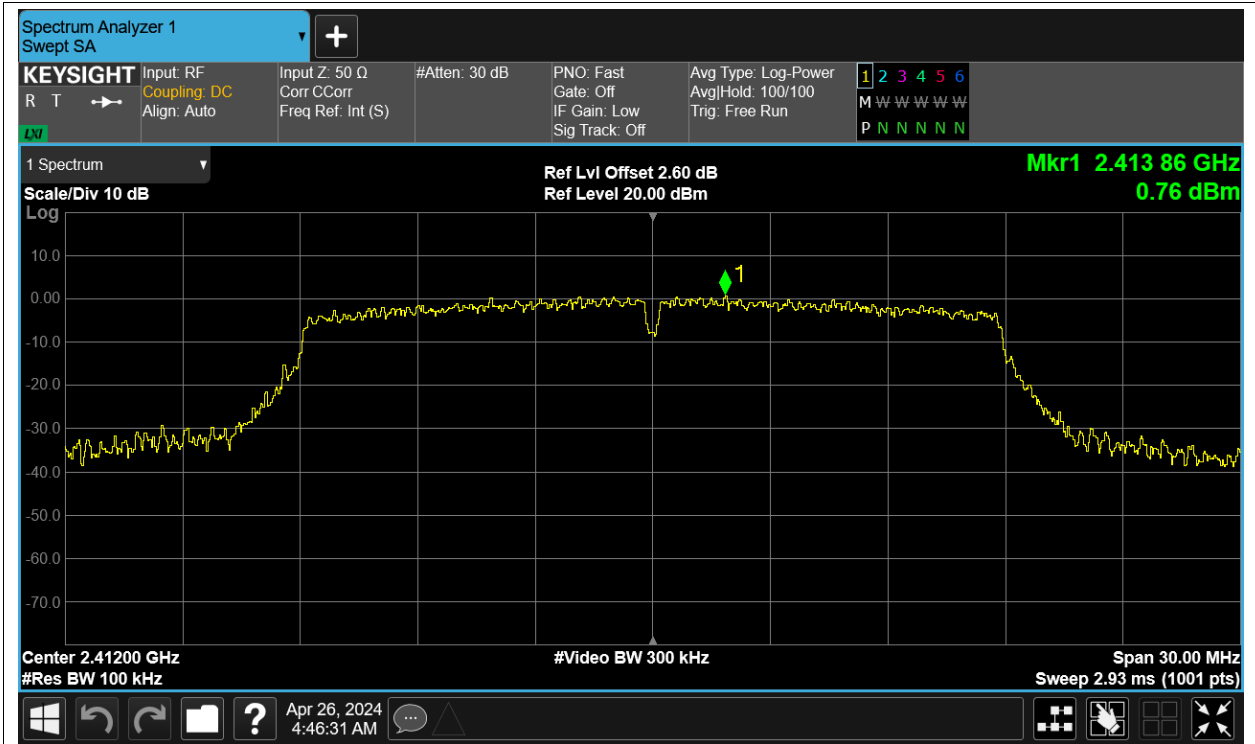 Spectrum Analyzer 1
Swept SA
KEYSIGHT
R T
LXI
Input: RF
Coupling: DC
Align: Auto
Input Z: 50 Ω
Corr CCorr
Freq Ref: Int (S)
#Atten: 30 dB
PNO: Fast
Gate: Off
IF Gain: Low
Sig Track: Off
Avg Type: Log-Power
Avg|Hold: 100/100
Trig: Free Run
1 2 3 4 5 6
M W W W W W
P N N N N N
1 Spectrum
Scale/Div 10 dB
Log
Ref Lvl Offset 2.60 dB
Ref Level 20.00 dBm
Mkr1 2.413 86 GHz
0.76 dBm
10.0
0.00
-10.0
-20.0
-30.0
-40.0
-50.0
-60.0
-70.0
1
Center 2.41200 GHz
#Res BW 100 kHz
#Video BW 300 kHz
Span 30.00 MHz
Sweep 2.93 ms (1001 pts)
?
Apr 26, 2024
4:46:31 AM